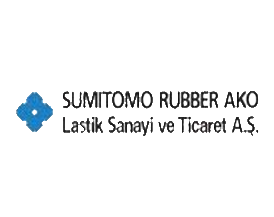 SUMITOMO RUBBER AKO
Lastik Sanayi ve Ticaret A.Ş.